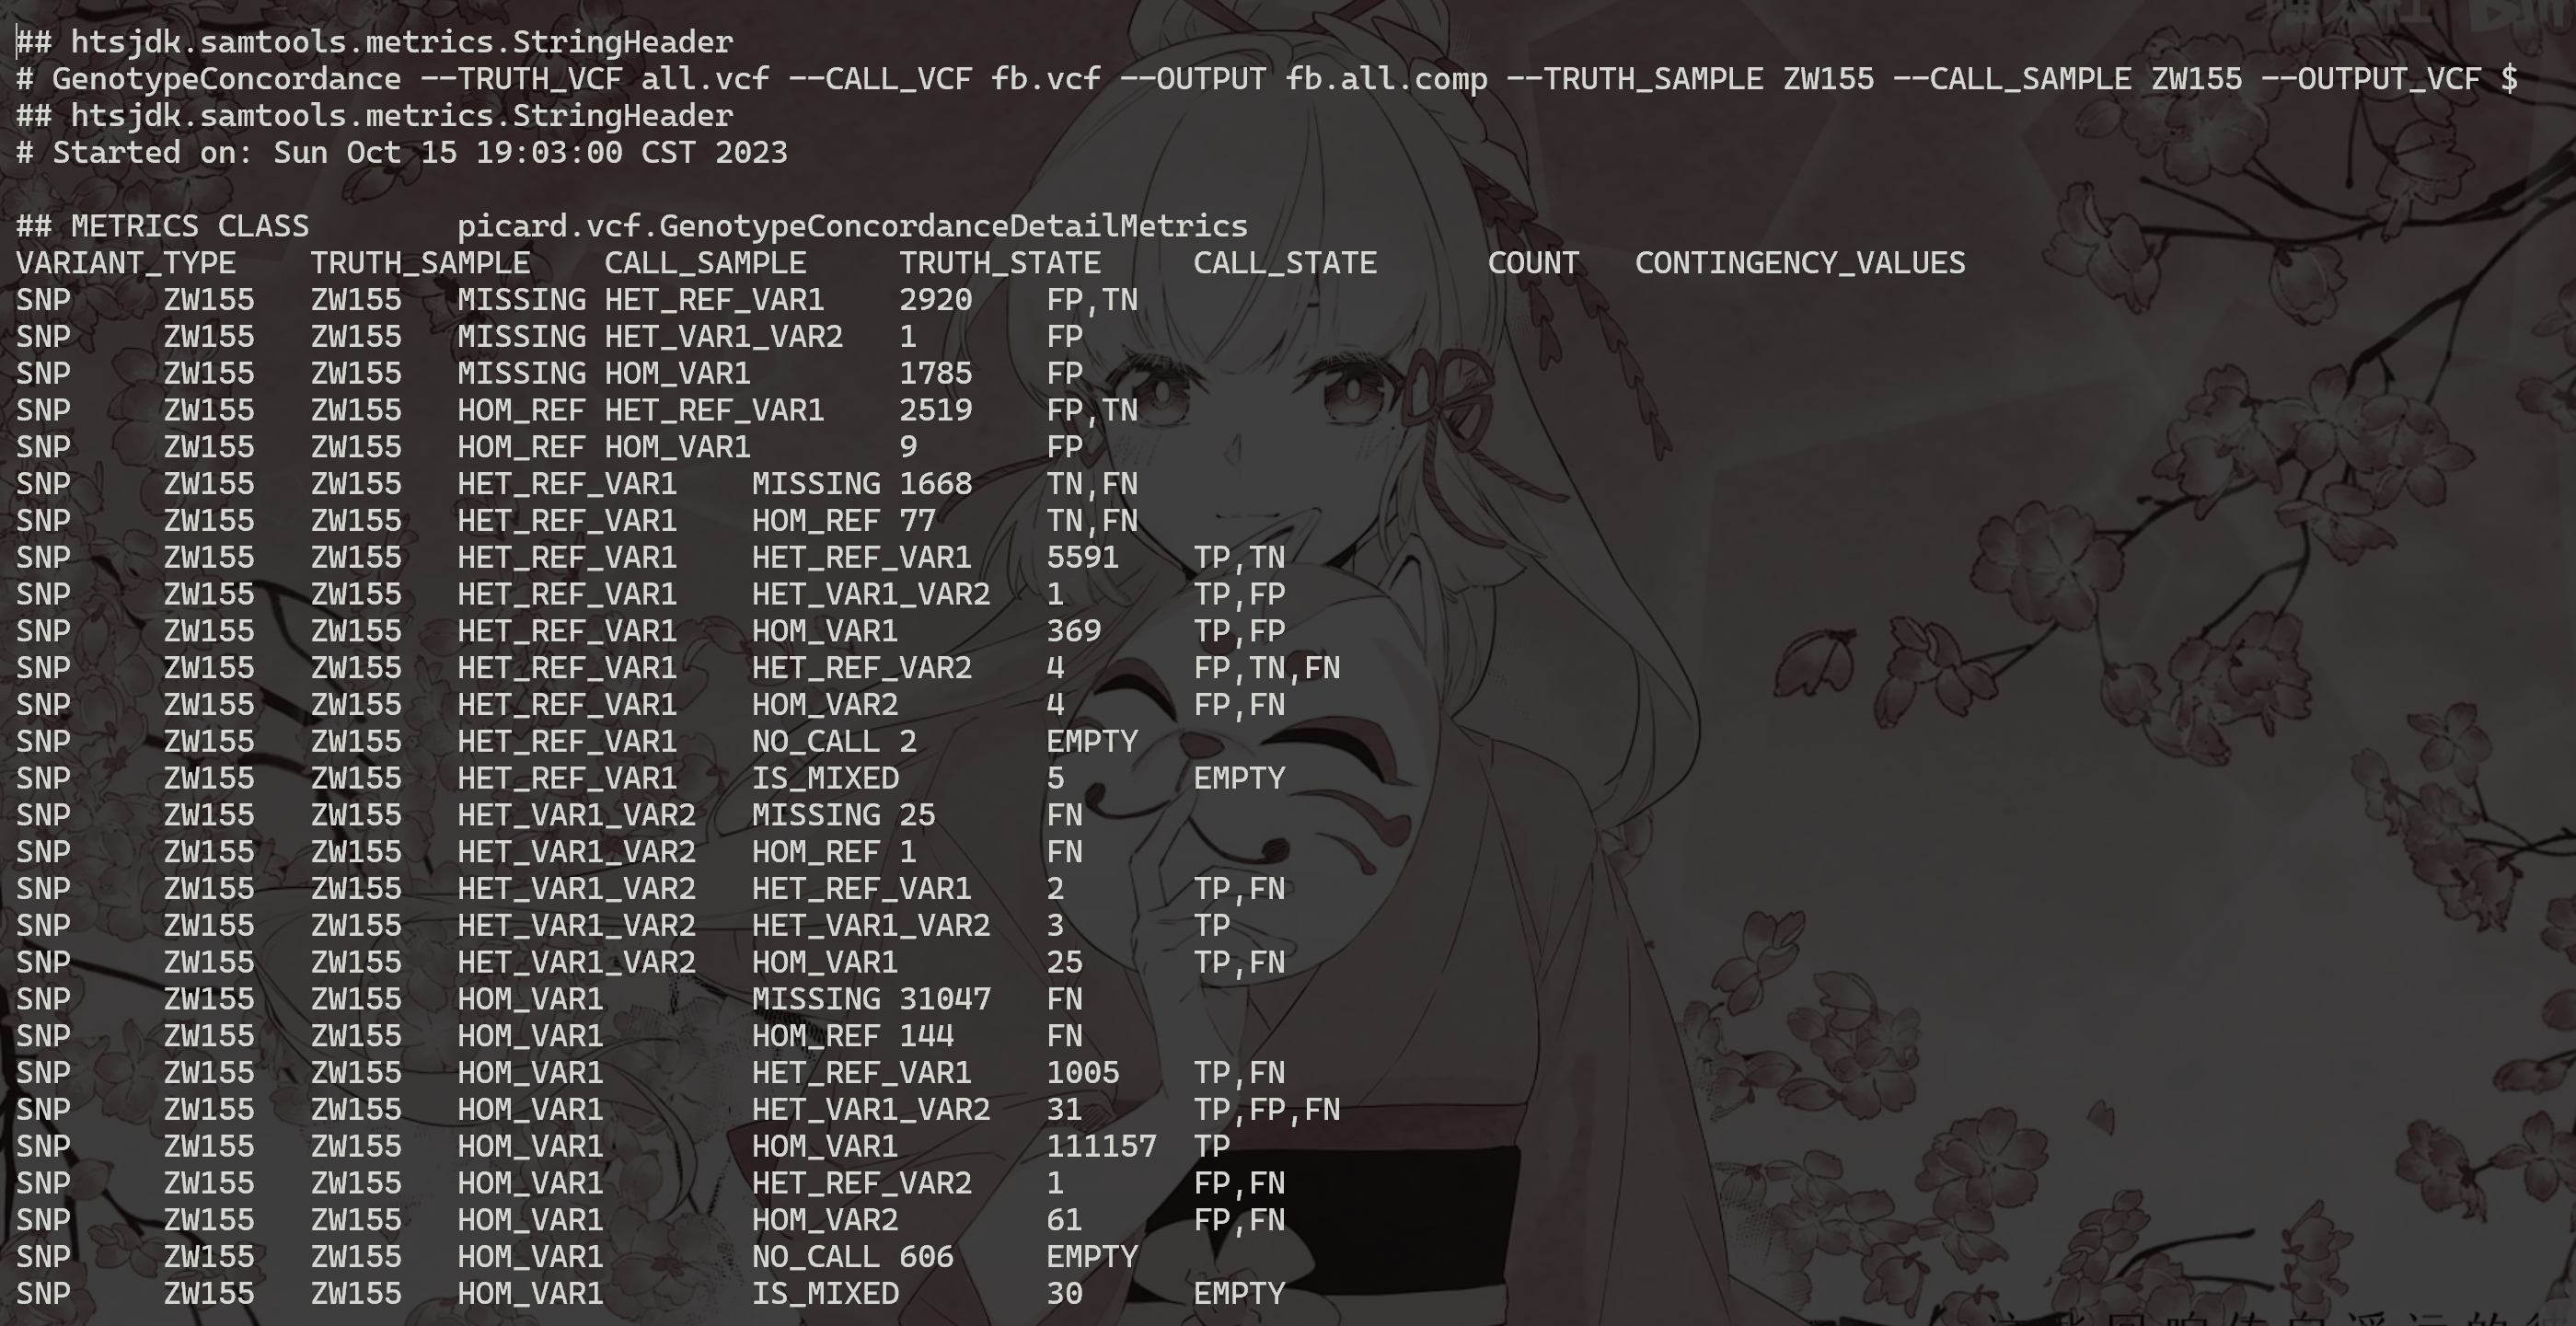 ## htsjdk.samtools.metrics.StringHeader
# GenotypeConcordance --TRUTH_VCF all.vcf --CALL_VCF fb.vcf --OUTPUT fb.all.comp --TRUTH_SAMPLE ZW155 --CALL_SAMPLE ZW155 --OUTPUT_VCF $
## htsjdk.samtools.metrics.StringHeader
# Started on: Sun Oct 15 19:03:00 CST 2023
## METRICS CLASS picard.vcf.GenotypeConcordanceDetailMetrics
VARIANT_TYPE TRUTH_SAMPLE CALL_SAMPLE TRUTH_STATE CALL_STATE COUNT CONTINGENCY_VALUES
SNP ZW155 ZW155 MISSING HET_REF_VAR1 2920 FP,TN
SNP ZW155 ZW155 MISSING HET_VAR1_VAR2 1 FP
SNP ZW155 ZW155 MISSING HOM_VAR1 1785 FP
SNP ZW155 ZW155 HOM_REF HET_REF_VAR1 2519 FP,TN
SNP ZW155 ZW155 HOM_REF HOM_VAR1 9 FP
SNP ZW155 ZW155 HET_REF_VAR1 MISSING 1668 TN,FN
SNP ZW155 ZW155 HET_REF_VAR1 HOM_REF 77 TN,FN
SNP ZW155 ZW155 HET_REF_VAR1 HET_REF_VAR1 5591 TP,TN
SNP ZW155 ZW155 HET_REF_VAR1 HET_VAR1_VAR2 1 TP,FP
SNP ZW155 ZW155 HET_REF_VAR1 HOM_VAR1 369 TP,FP
SNP ZW155 ZW155 HET_REF_VAR1 HET_REF_VAR2 4 FP,TN,FN
SNP ZW155 ZW155 HET_REF_VAR1 HOM_VAR2 4 FP,FN
SNP ZW155 ZW155 HET_REF_VAR1 NO_CALL 2 EMPTY
SNP ZW155 ZW155 HET_REF_VAR1 IS_MIXED 5 EMPTY
SNP ZW155 ZW155 HET_VAR1_VAR2 MISSING 25 FN
SNP ZW155 ZW155 HET_VAR1_VAR2 HOM_REF 1 FN
SNP ZW155 ZW155 HET_VAR1_VAR2 HET_REF_VAR1 2 TP,FN
SNP ZW155 ZW155 HET_VAR1_VAR2 HET_VAR1_VAR2 3 TP
SNP ZW155 ZW155 HET_VAR1_VAR2 HOM_VAR1 25 TP,FN
SNP ZW155 ZW155 HOM_VAR1 MISSING 31047 FN
SNP ZW155 ZW155 HOM_VAR1 HOM_REF 144 FN
SNP ZW155 ZW155 HOM_VAR1 HET_REF_VAR1 1005 TP,FN
SNP ZW155 ZW155 HOM_VAR1 HET_VAR1_VAR2 31 TP,FP,FN
SNP ZW155 ZW155 HOM_VAR1 HOM_VAR1 111157 TP
SNP ZW155 ZW155 HOM_VAR1 HET_REF_VAR2 1 FP,FN
SNP ZW155 ZW155 HOM_VAR1 HOM_VAR2 61 FP,FN
SNP ZW155 ZW155 HOM_VAR1 NO_CALL 606 EMPTY
SNP ZW155 ZW155 HOM_VAR1 IS_MIXED 30 EMPTY